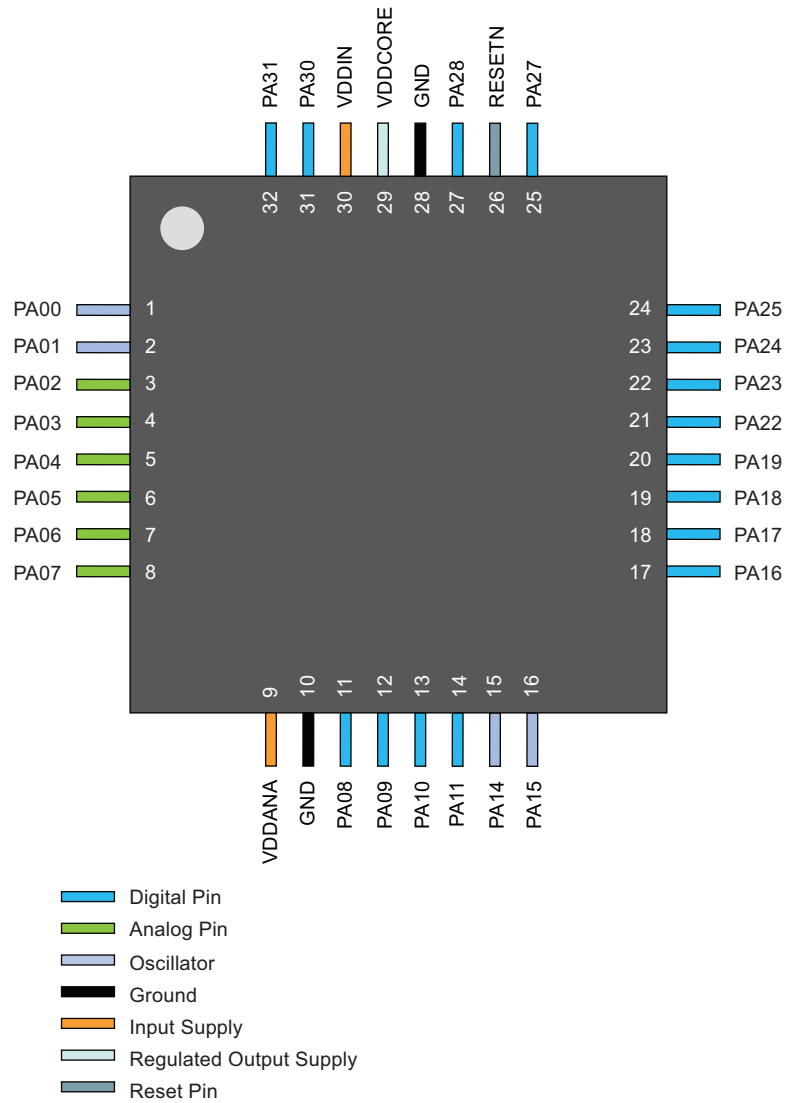 PA31
PA30
VDDIN
VDDCORE
GND
PA28
RESETN
PA27
32
31
30
29
28
27
26
25
PA00 1
PA01 2
PA02 3
PA03 4
PA04 5
PA05 6
PA06 7
PA07 8
24 PA25
23 PA24
22 PA23
21 PA22
20 PA19
19 PA18
18 PA17
17 PA16
9
10
11
12
13
14
15
16
VDDANA
GND
PA08
PA09
PA10
PA11
PA14
PA15
Digital Pin
Analog Pin
Oscillator
Ground
Input Supply
Regulated Output Supply
Reset Pin